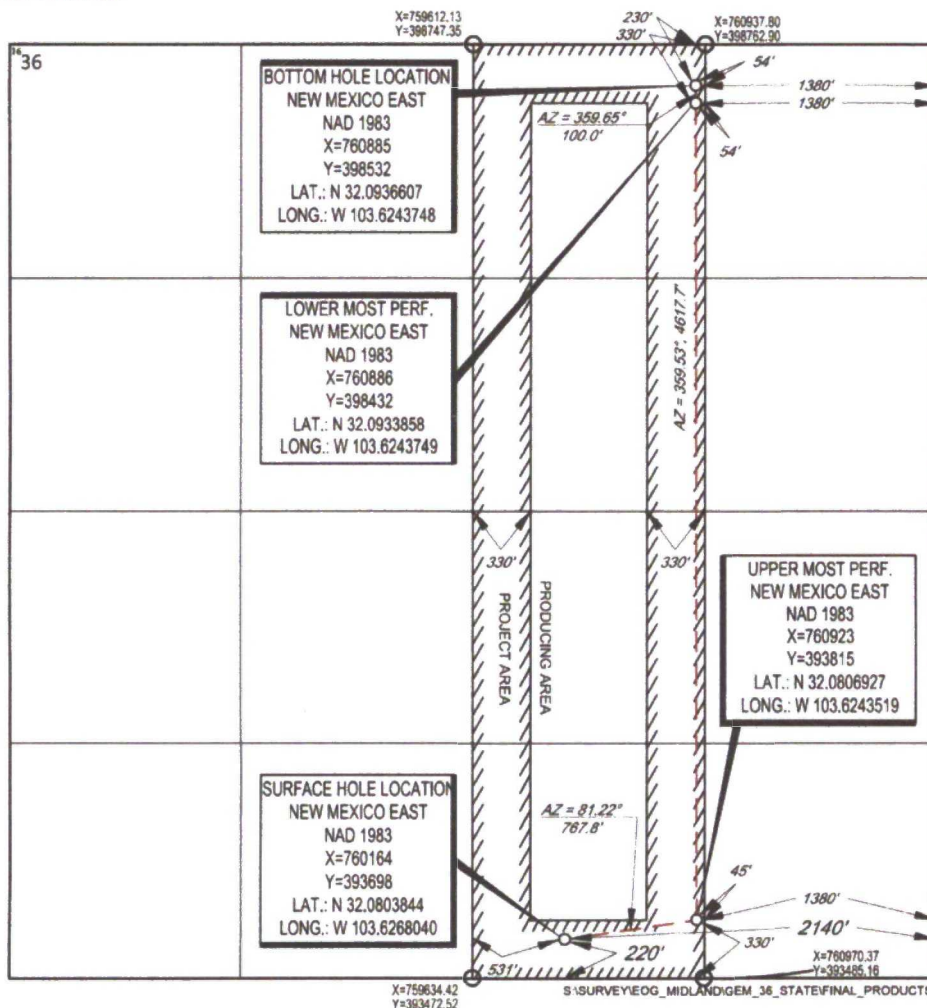 X=759612.13
Y=398747.35
230'
330'
X=760937.80
Y=398762.90
36
36
54'
1380'
1380'
54'
BOTTOM HOLE LOCATION
NEW MEXICO EAST
NAD 1983
X=760885
Y=398532
LAT.: N 32.0936607
LONG.: W 103.6243748
AZ = 359.65°
100.0'
LOWER MOST PERF.
NEW MEXICO EAST
NAD 1983
X=760886
Y=398432
LAT.: N 32.0933858
LONG.: W 103.6243749
AZ = 359.53°, 4617.7'
330'
330'
PROJECT AREA
PRODUCING AREA
UPPER MOST PERF.
NEW MEXICO EAST
NAD 1983
X=760923
Y=393815
LAT.: N 32.0806927
LONG.: W 103.6243519
SURFACE HOLE LOCATION
NEW MEXICO EAST
NAD 1983
X=760164
Y=393698
LAT.: N 32.0803844
LONG.: W 103.6268040
AZ = 81.22°
767.8'
45'
1380'
2140'
220'
330'
531'
X=760970.37
Y=393485.16
X=759634.42
Y=393472.52
S:\SURVEY\EOG_MIDLAND\GEM_36_STATE\FINAL_PRODUCTS